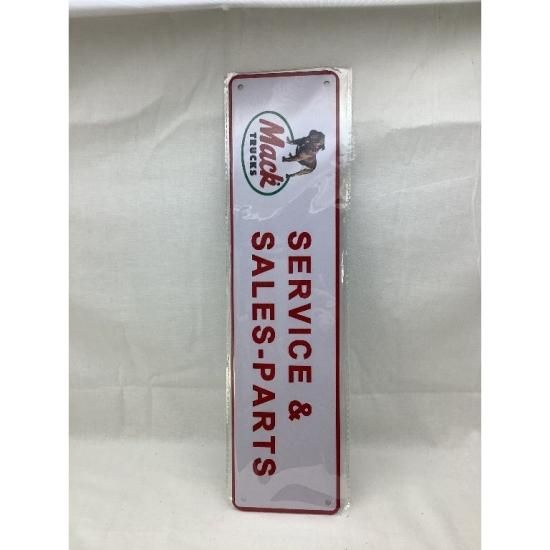 Mack
TRUCKS
SERVICE &
SALES-PARTS